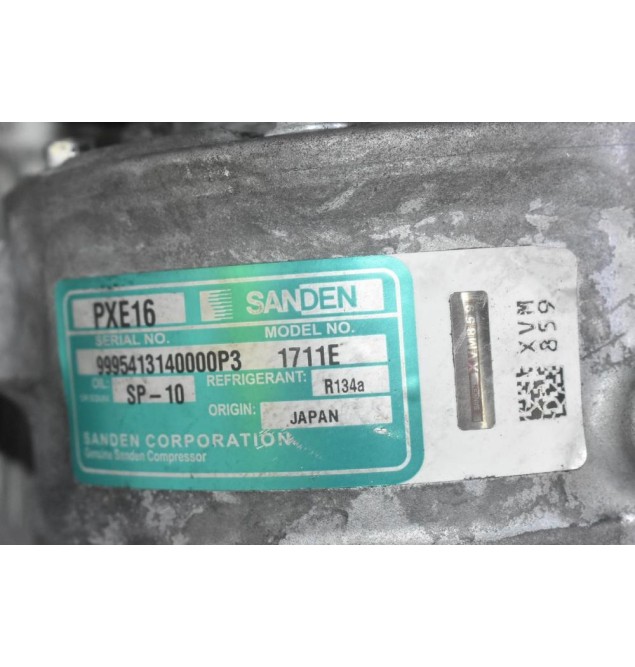 PXE16 SANDEN
SERIAL NO. MODEL NO.
9995413140000P3 1711E
OIL: SP-10 REFRIGERANT: R134a
ORIGIN: JAPAN
SANDEN CORPORATION
Genuine Sanden Compressor
XVM
859